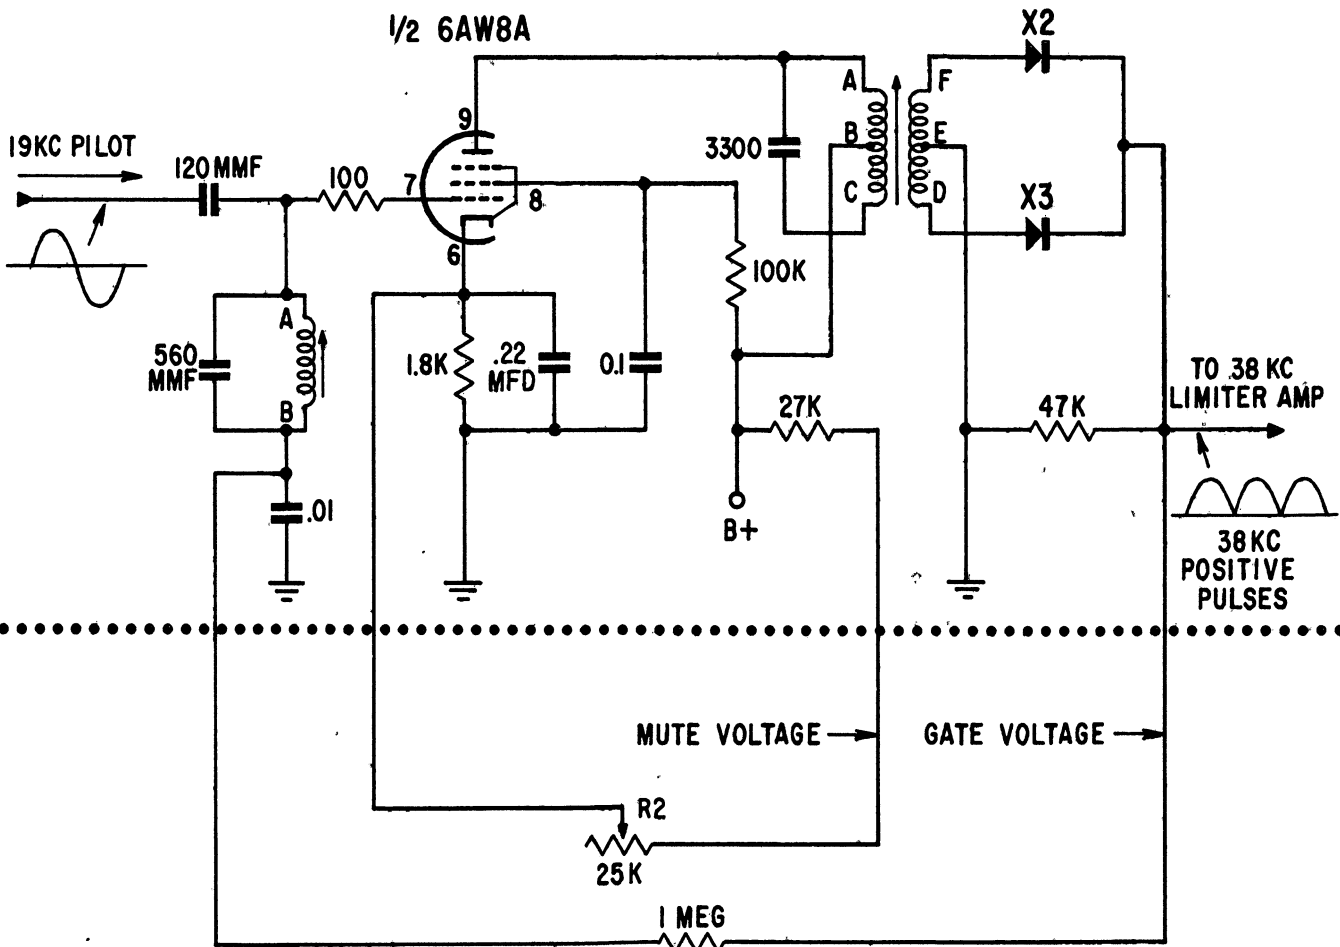 1/2 6AW8A
X2
19KC PILOT
120 MMF
100
7
9
8
6
3300
A
B
C
F
E
D
X3
100K
A
B
560
MMF
1.8K
.22
MFD
0.1
27K
47K
TO 38 KC
LIMITER AMP
.01
B+
38KC
POSITIVE
PULSES
MUTE VOLTAGE
GATE VOLTAGE
R2
25K
1 MEG